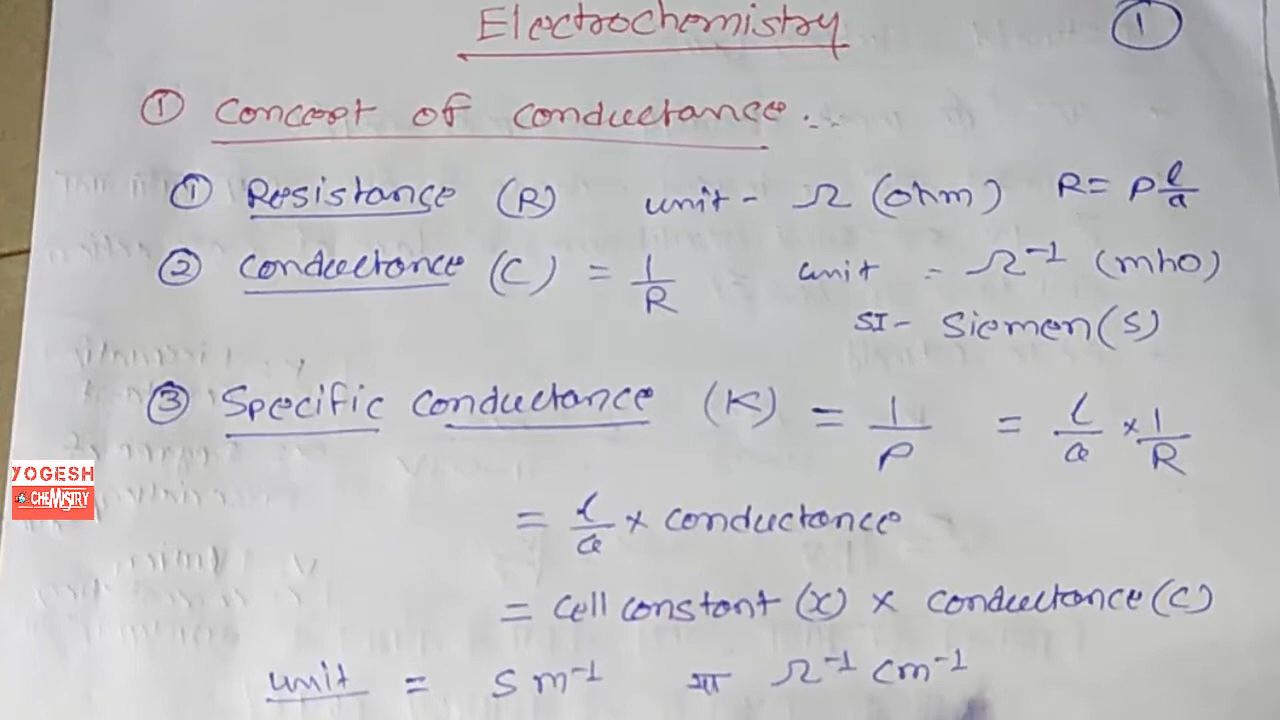 Electrochemistry ①
① Concept of conductance :-
① Resistance (R) unit - Ω (ohm) R = ρ l/a
② Conductance (C) = 1/R unit = Ω⁻¹ (mho)
SI - Siemen (S)
③ Specific conductance (K) = 1/ρ = l/a × 1/R
= l/a × conductance
= Cell constant (x) × conductance (C)
unit = S m⁻¹ या Ω⁻¹ cm⁻¹
YOGESH
CHEMISTRY